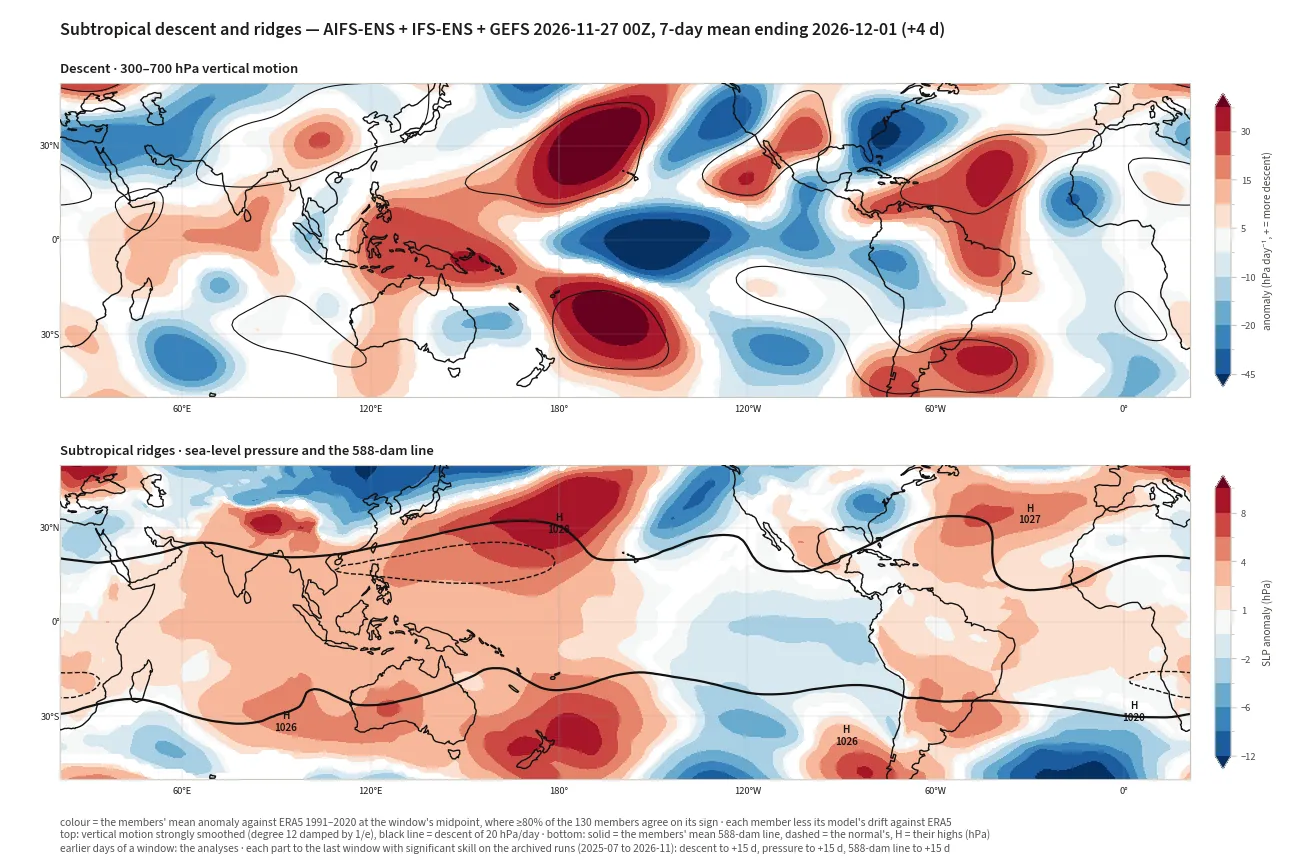 Subtropical descent and ridges — AIFS-ENS + IFS-ENS + GEFS 2026-11-27 00Z, 7-day mean ending 2026-12-01 (+4 d)
Descent · 300–700 hPa vertical motion
30°N
0°
30°S
60°E
120°E
180°
120°W
60°W
0°
30
15
5
−10
−20
−45
anomaly (hPa day⁻¹, + = more descent)
Subtropical ridges · sea-level pressure and the 588-dam line
30°N
0°
30°S
H
1026
H
1027
H
1026
H
1026
H
1020
60°E
120°E
180°
120°W
60°W
0°
8
4
1
−2
−6
−12
SLP anomaly (hPa)
colour = the members' mean anomaly against ERA5 1991–2020 at the window's midpoint, where ≥80% of the 130 members agree on its sign · each member less its model's drift against ERA5
top: vertical motion strongly smoothed (degree 12 damped by 1/e), black line = descent of 20 hPa/day · bottom: solid = the members' mean 588-dam line, dashed = the normal's, H = their highs (hPa)
earlier days of a window: the analyses · each part to the last window with significant skill on the archived runs (2025-07 to 2026-11): descent to +15 d, pressure to +15 d, 588-dam line to +15 d